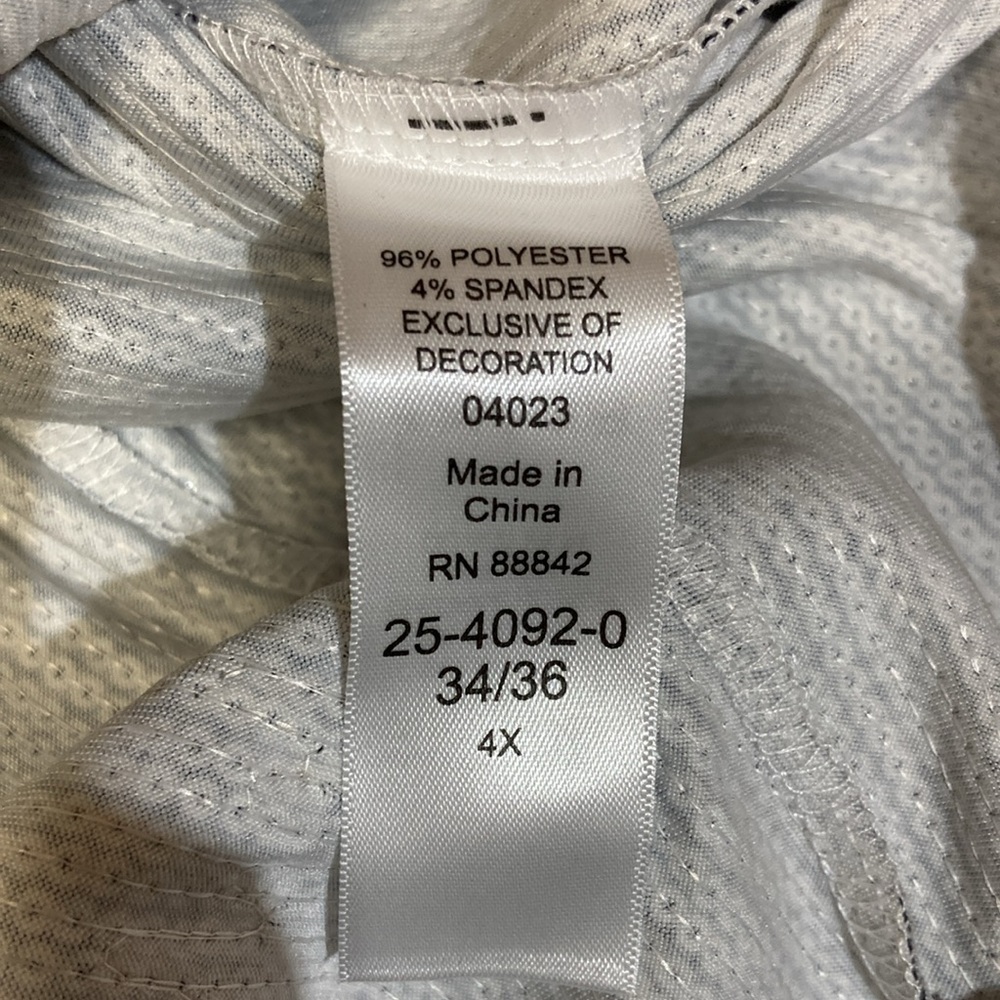 96% POLYESTER
4% SPANDEX
EXCLUSIVE OF
DECORATION
04023
Made in
China
RN 88842
25-4092-0
34/36
4X